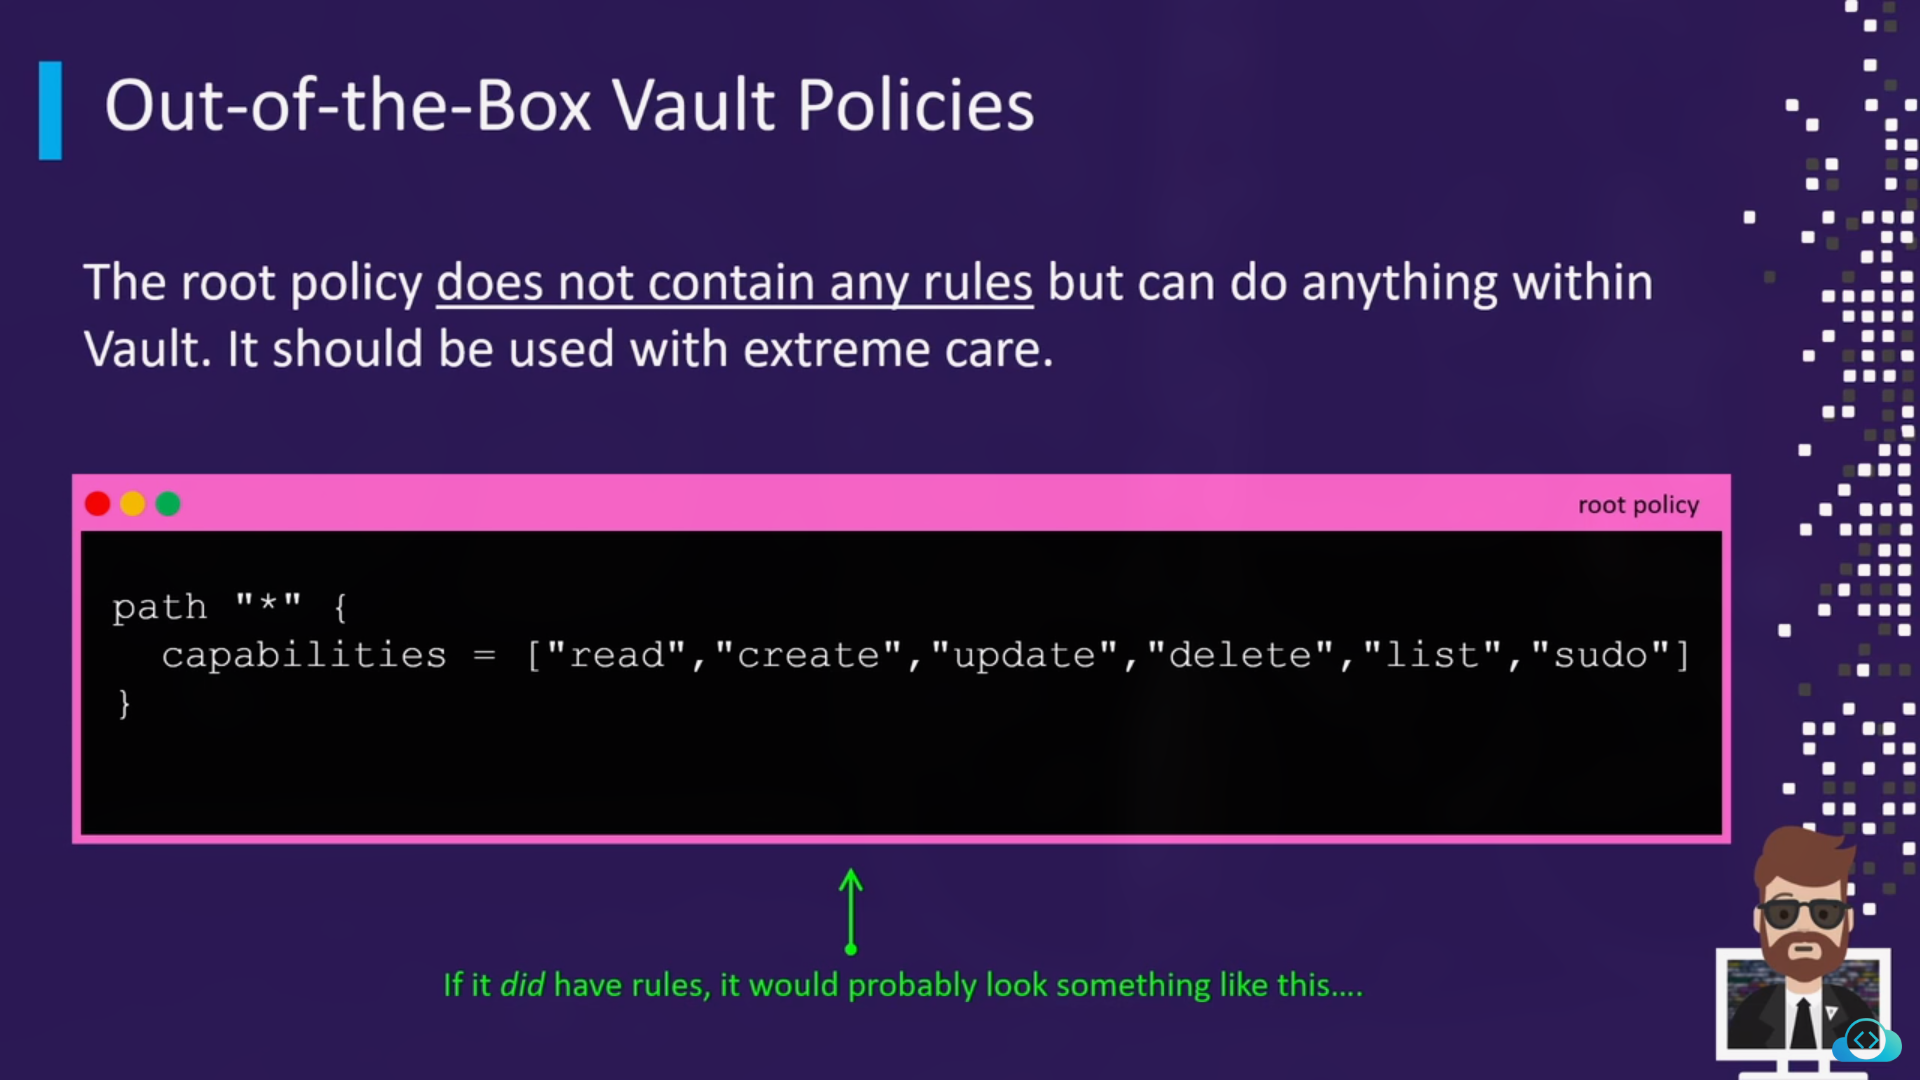 Out-of-the-Box Vault Policies
The root policy does not contain any rules but can do anything within
Vault. It should be used with extreme care.
root policy
path "*" {
  capabilities = ["read","create","update","delete","list","sudo"]
}
If it did have rules, it would probably look something like this....